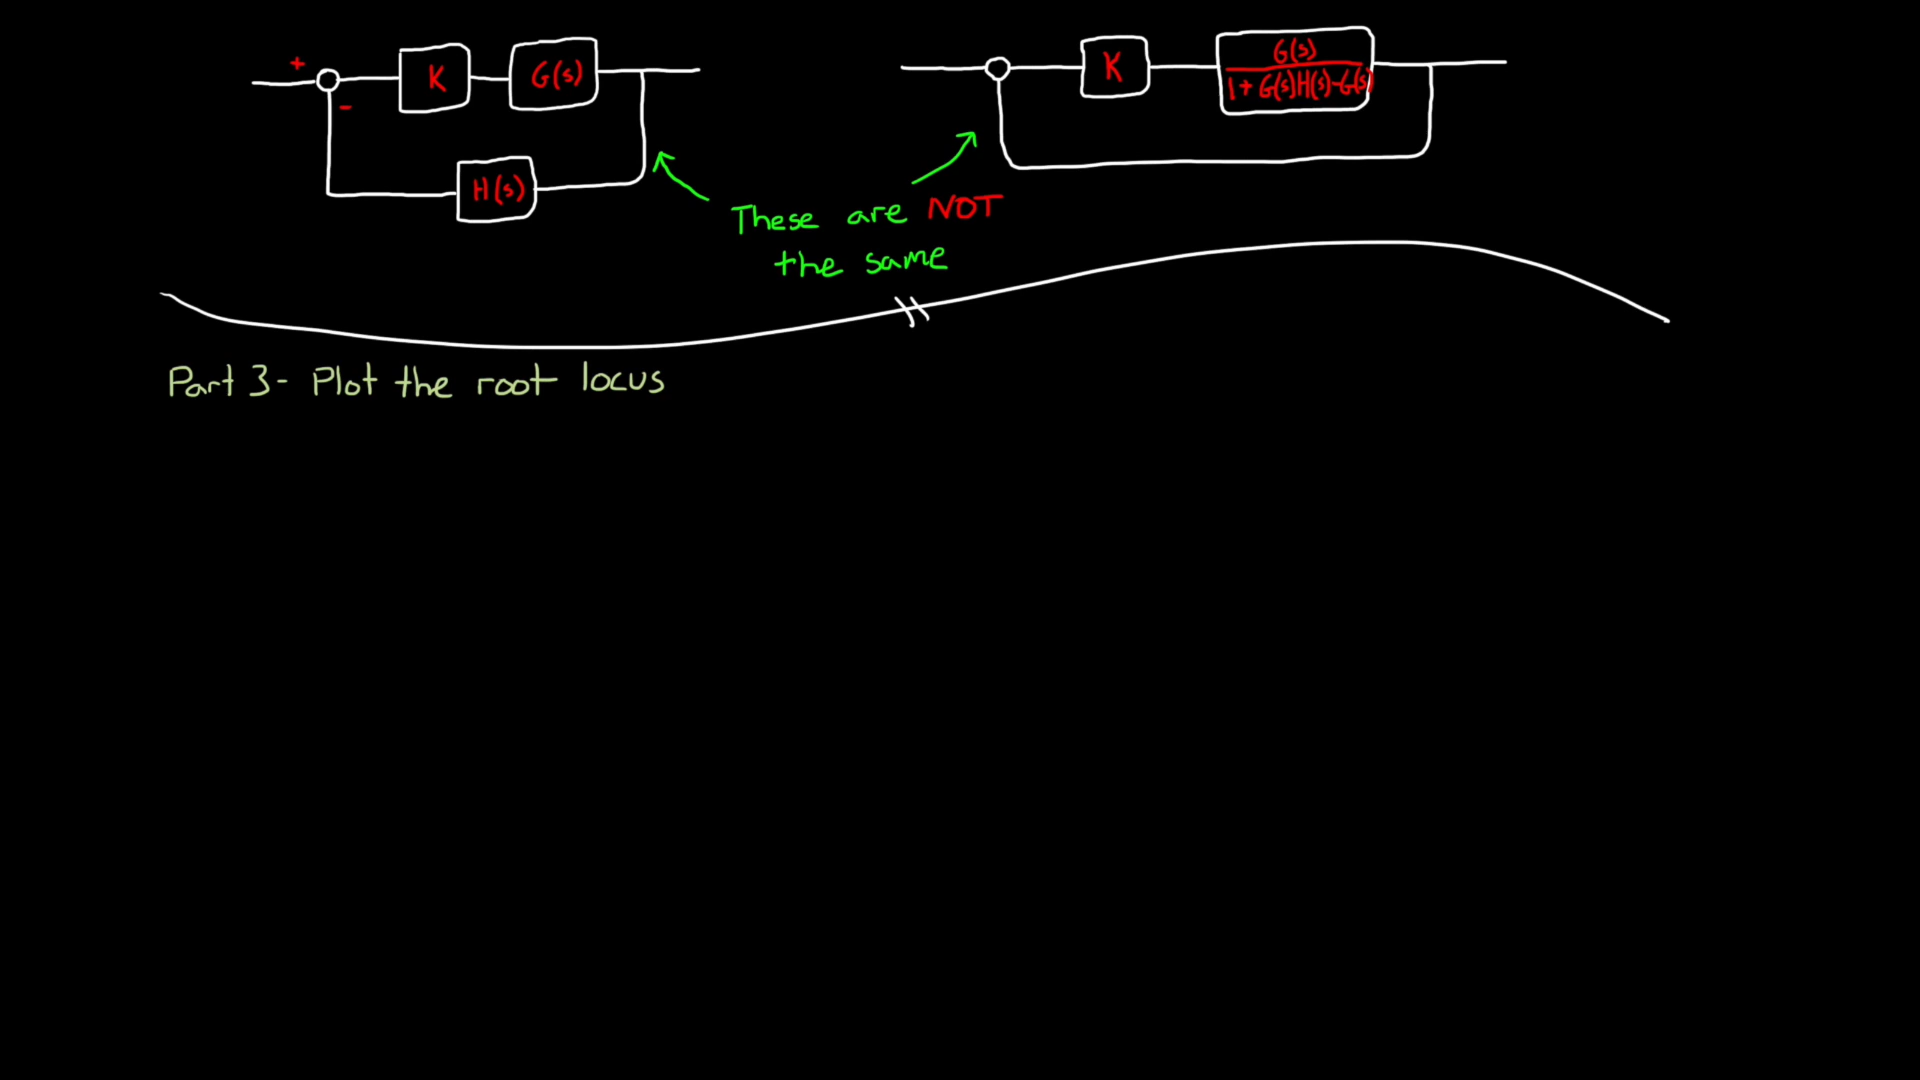 +
-
K
G(s)
H(s)
K
G(s)
1 + G(s)H(s)-G(s)
These are NOT
the same
Part 3- Plot the root locus